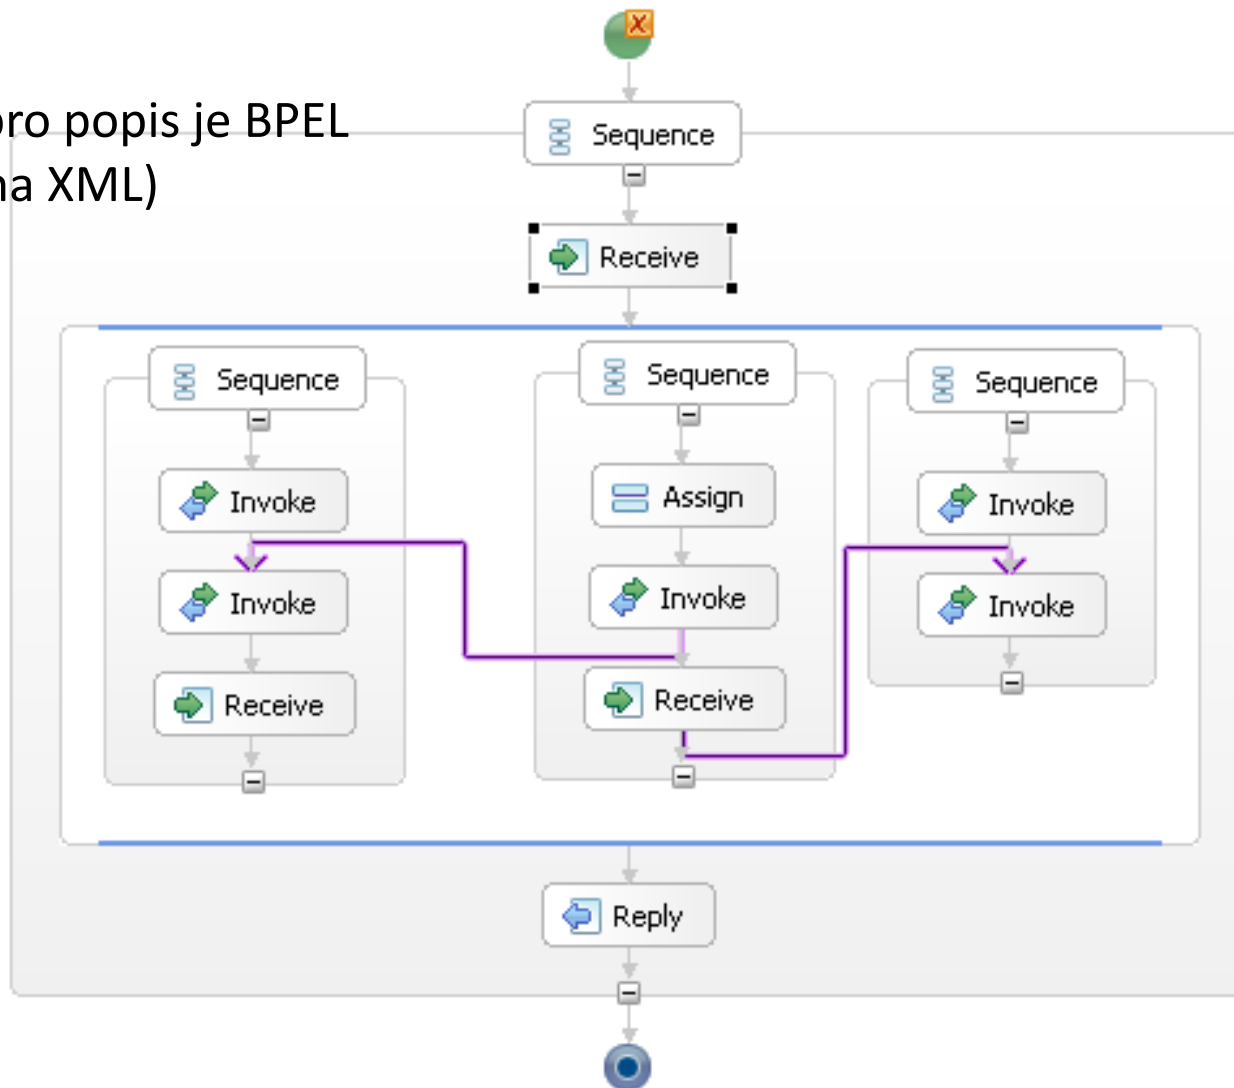 pro popis je BPEL
na XML)
Sequence
Receive
Sequence
Invoke
Invoke
Receive
Sequence
Assign
Invoke
Receive
Sequence
Invoke
Invoke
Reply